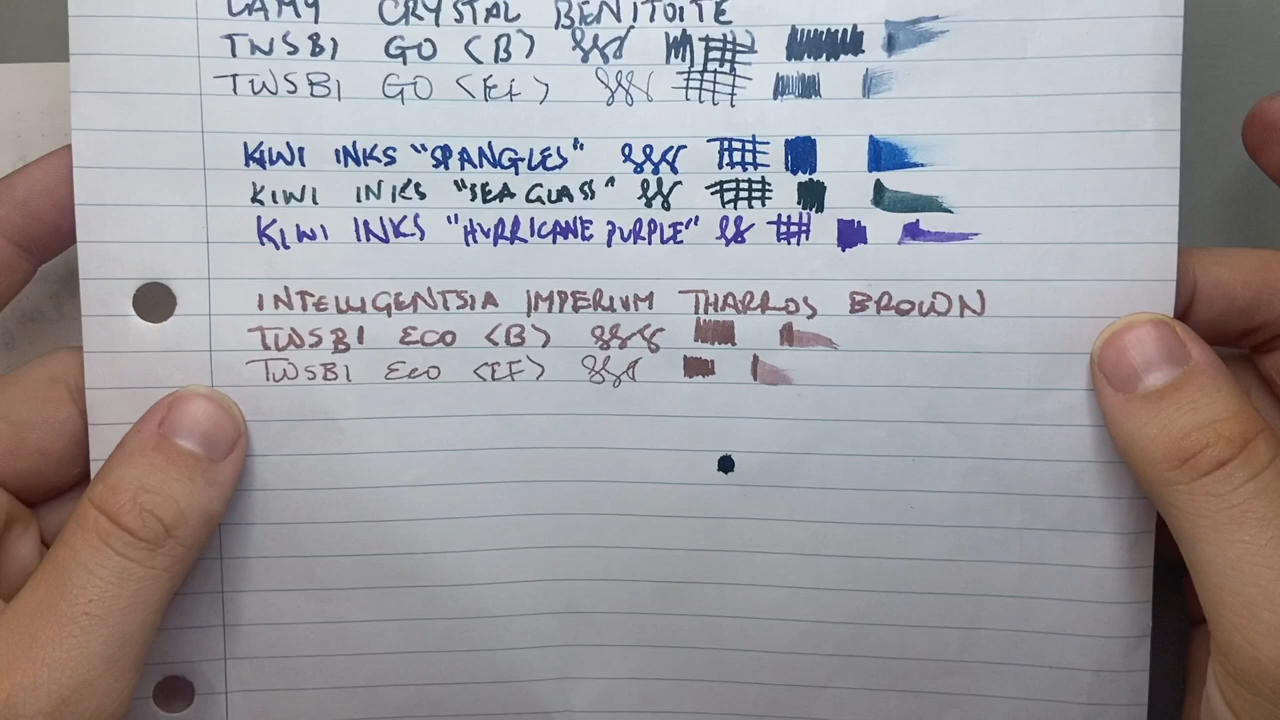 LAMY CRYSTAL BENITOITE
TWSBI GO <B>
TWSBI GO <EF>
KIWI INKS "SPANGLES"
KIWI INKS "SEA GLASS"
KIWI INKS "HURRICANE PURPLE"
INTELLIGENTSIA IMPERIUM THARROS BROWN
TWSBI ECO <B>
TWSBI ECO <EF>